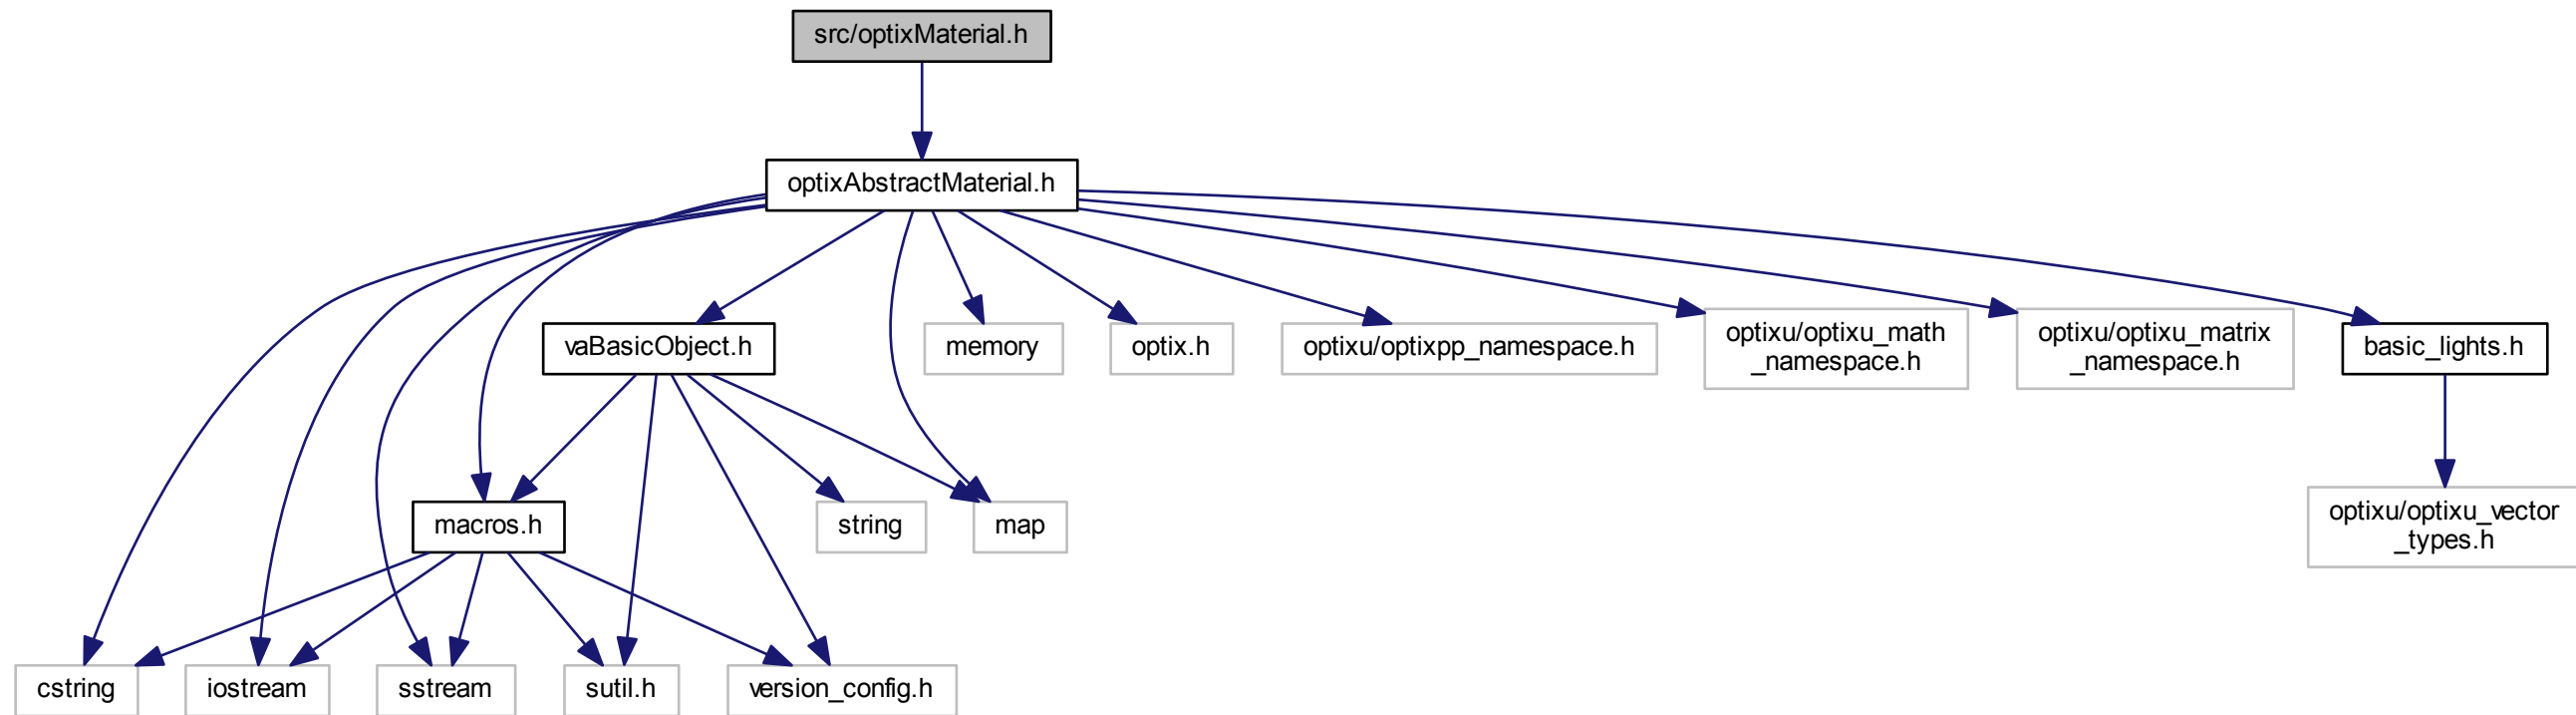 src/optixMaterial.h
optixAbstractMaterial.h
vaBasicObject.h
memory
optix.h
optixu/optixpp_namespace.h
optixu/optixu_math
_namespace.h
optixu/optixu_matrix
_namespace.h
basic_lights.h
macros.h
string
map
optixu/optixu_vector
_types.h
cstring
iostream
sstream
sutil.h
version_config.h